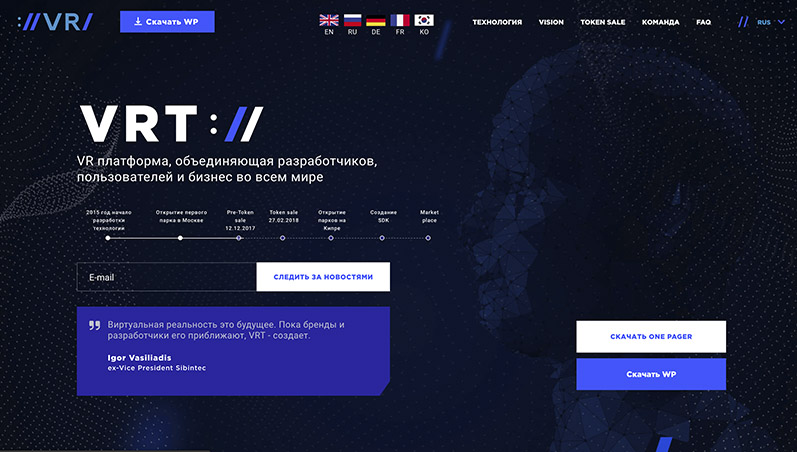 ://VR/
Скачать WP
EN RU DE FR KO
ТЕХНОЛОГИЯ VISION TOKEN SALE КОМАНДА FAQ
// RUS
VRT ://
VR платформа, объединяющая разработчиков,
пользователей и бизнес во всем мире
2015 год начало
разработки
технологии
Открытие первого
парка в Москве
Pre-Token
sale
12.12.2017
Token sale
27.02.2018
Открытие
парков на
Кипре
Создание
SDK
Market
place
E-mail
СЛЕДИТЬ ЗА НОВОСТЯМИ
Виртуальная реальность это будущее. Пока бренды и
разработчики его приближают, VRT - создает.
Igor Vasiliadis
ex-Vice President Sibintec
СКАЧАТЬ ONE PAGER
Скачать WP